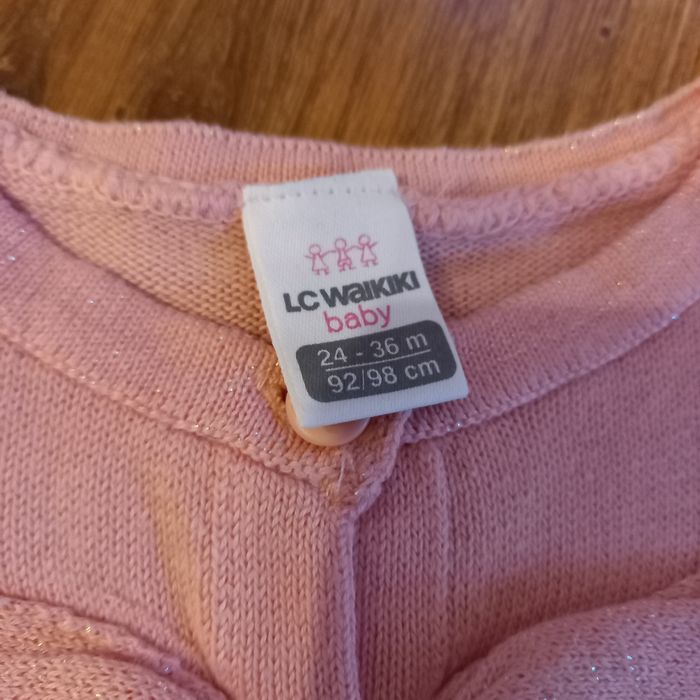 LC WAIKIKI
baby
24 - 36 m
92/98 cm